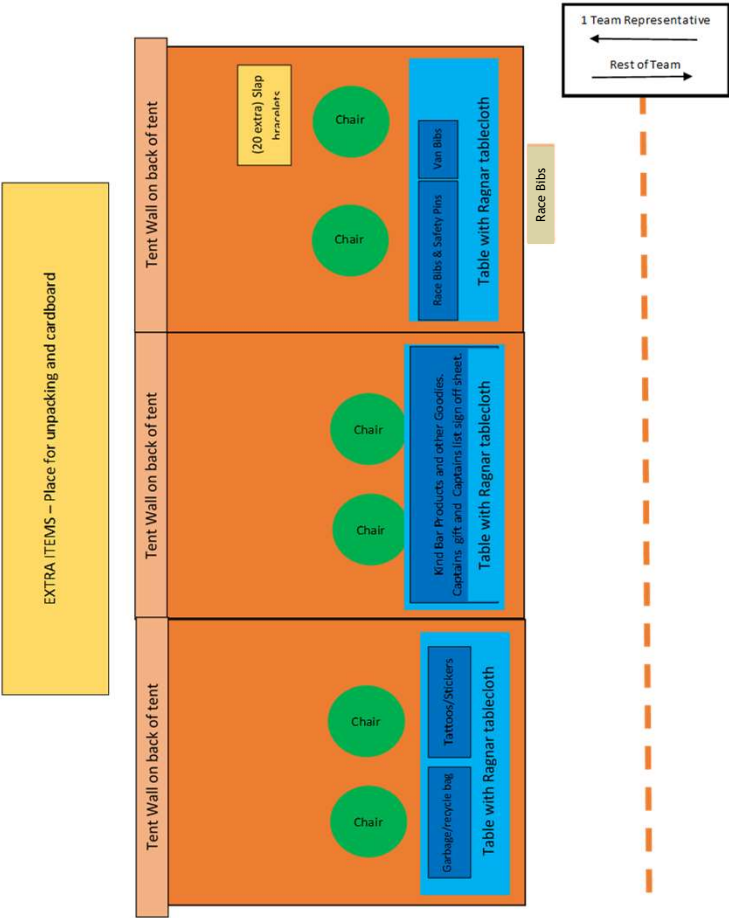 1 Team Representative
Rest of Team
EXTRA ITEMS – Place for unpacking and cardboard
Tent Wall on back of tent
(20 extra) Slap
bracelets
Chair
Chair
Van Bibs
Race Bibs & Safety Pins
Table with Ragnar tablecloth
Race Bibs
Tent Wall on back of tent
Chair
Chair
Kind Bar Products and other Goodies.
Captains gift and Captains list sign off sheet.
Table with Ragnar tablecloth
Tent Wall on back of tent
Chair
Chair
Tattoos/Stickers
Garbage/recycle bag
Table with Ragnar tablecloth